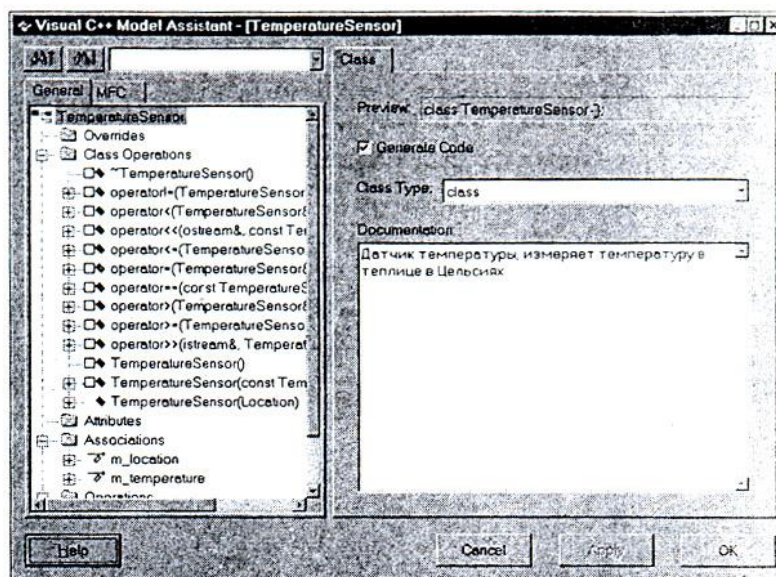 Visual C++ Model Assistant - [TemperatureSensor]
Class
General MFC
TemperatureSensor
Overrides
Class Operations
~TemperatureSensor()
operator!=(TemperatureSensor
operator<(TemperatureSensor&
operator<<(ostream&, const Ter
operator<=(TemperatureSenso
operator=(TemperatureSensor&
operator==(const TemperatureS
operator>(TemperatureSensor&
operator>=(TemperatureSenso
operator>>(istream&, Temperat
TemperatureSensor()
TemperatureSensor(const Tem
TemperatureSensor(Location)
Attributes
Associations
m_location
m_temperature
Operations
Preview: class TemperatureSensor
Generate Code
Class Type: class
Documentation:
Датчик температуры, измеряет температуру в
теплице в Цельсиях
Help Cancel Apply OK